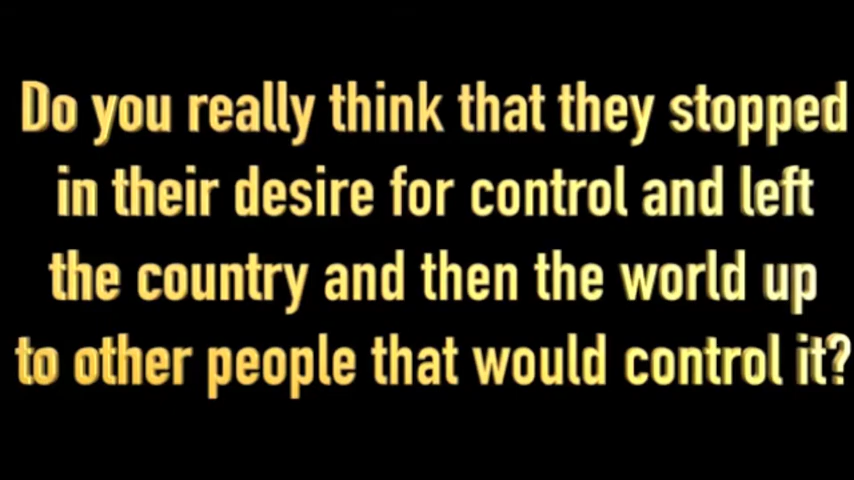 Do you really think that they stopped
in their desire for control and left
the country and then the world up
to other people that would control it?